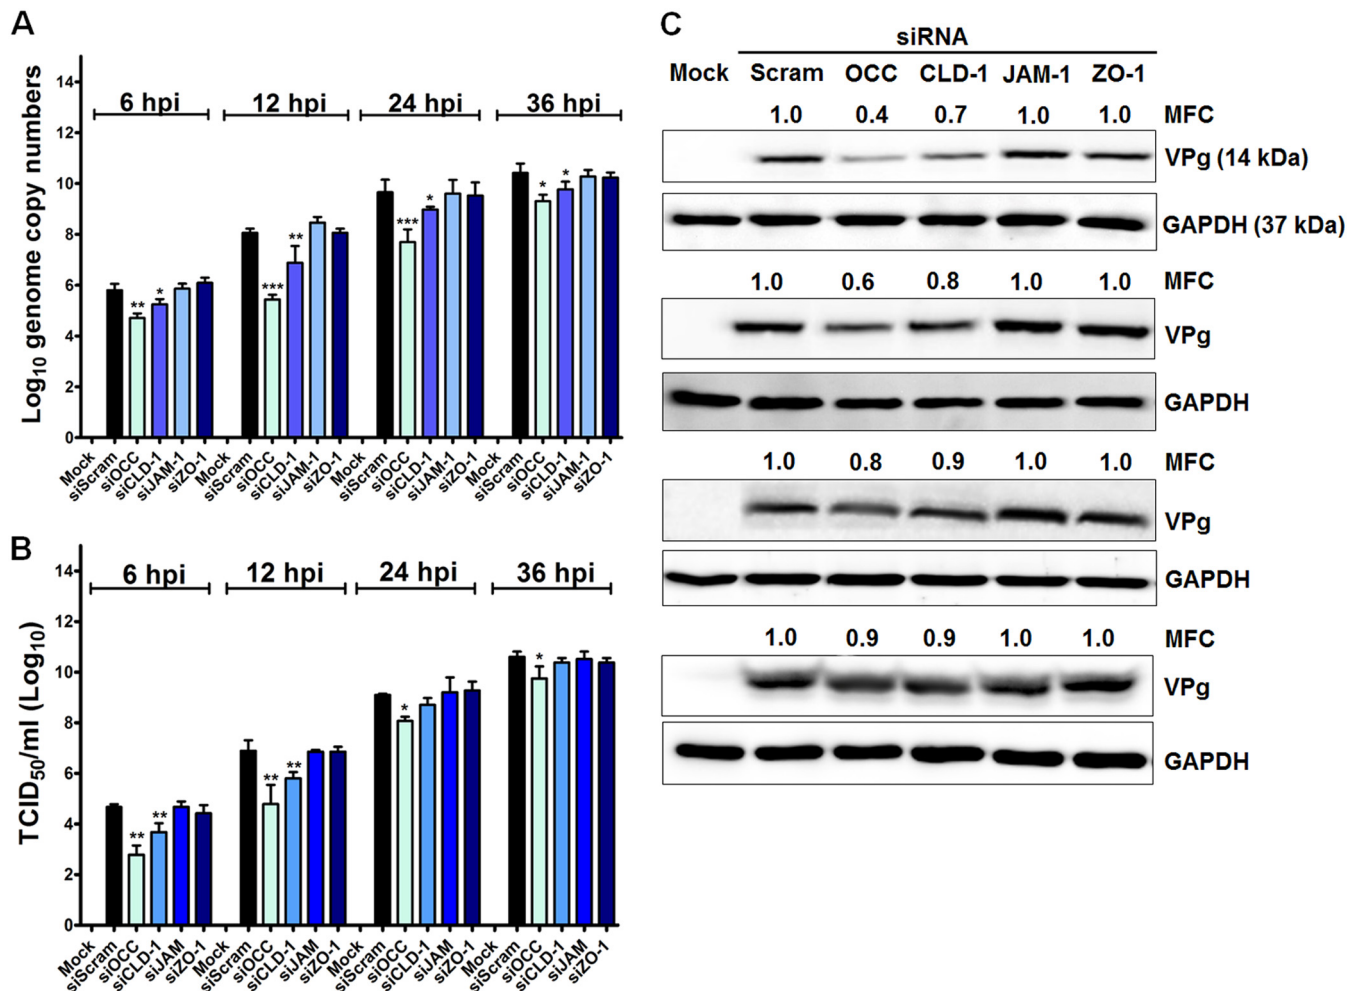 A
Log10 genome copy numbers
14
12
10
8
6
4
2
0
6 hpi 12 hpi 24 hpi 36 hpi
** * *** ** *** * * *
Mock siScram siOCC siCLD-1 siJAM-1 siZO-1 Mock siScram siOCC siCLD-1 siJAM-1 siZO-1 Mock siScram siOCC siCLD-1 siJAM-1 siZO-1 Mock siScram siOCC siCLD-1 siJAM-1 siZO-1
B
TCID50/ml (Log10)
14
12
10
8
6
4
2
0
6 hpi 12 hpi 24 hpi 36 hpi
** ** ** ** * *
Mock siScram siOCC siCLD-1 siJAM siZO-1 Mock siScram siOCC siCLD-1 siJAM siZO-1 Mock siScram siOCC siCLD-1 siJAM siZO-1 Mock siScram siOCC siCLD-1 siJAM siZO-1
C
siRNA
Mock Scram OCC CLD-1 JAM-1 ZO-1
1.0 0.4 0.7 1.0 1.0 MFC
VPg (14 kDa)
GAPDH (37 kDa)
1.0 0.6 0.8 1.0 1.0 MFC
VPg
GAPDH
1.0 0.8 0.9 1.0 1.0 MFC
VPg
GAPDH
1.0 0.9 0.9 1.0 1.0 MFC
VPg
GAPDH